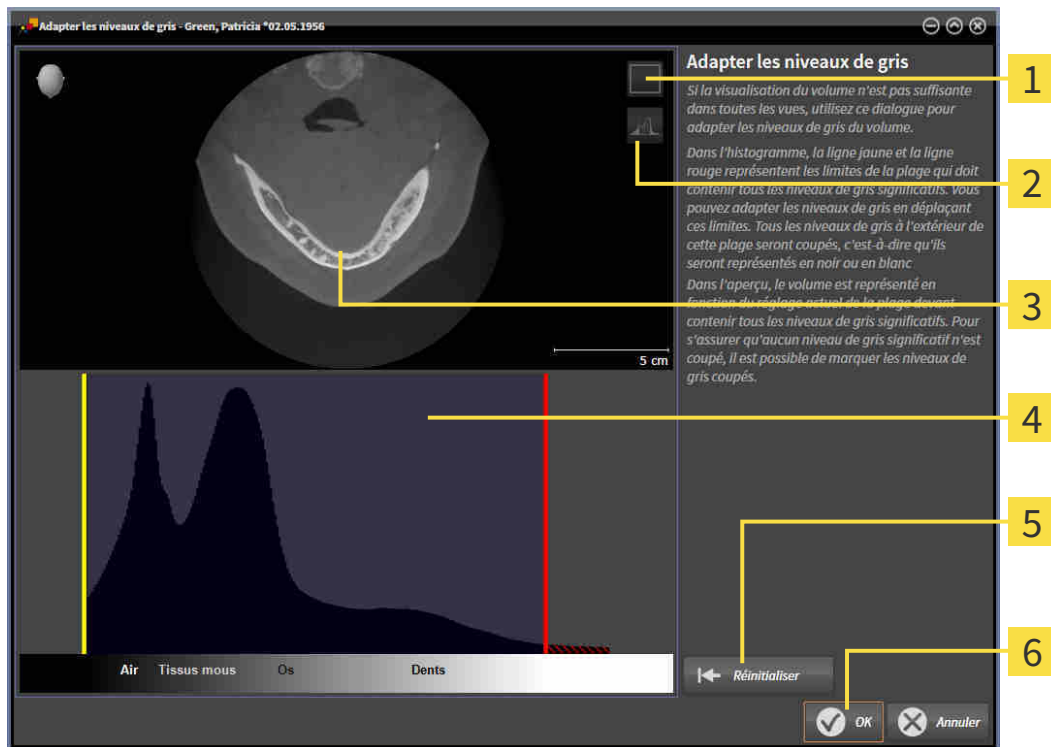 Adapter les niveaux de gris - Green, Patricia *02.05.1956
Adapter les niveaux de gris
Si la visualisation du volume n'est pas suffisante
dans toutes les vues, utilisez ce dialogue pour
adapter les niveaux de gris du volume.
Dans l'histogramme, la ligne jaune et la ligne
rouge représentent les limites de la plage qui doit
contenir tous les niveaux de gris significatifs. Vous
pouvez adapter les niveaux de gris en déplaçant
ces limites. Tous les niveaux de gris à l'extérieur de
cette plage seront coupés, c'est-à-dire qu'ils
seront représentés en noir ou en blanc
Dans l'aperçu, le volume est représenté en
fonction du réglage actuel de la plage devant
contenir tous les niveaux de gris significatifs. Pour
s'assurer qu'aucun niveau de gris significatif n'est
coupé, il est possible de marquer les niveaux de
gris coupés.
1
2
3
5 cm
4
5
Air Tissus mous Os Dents
Réinitialiser
6
OK
Annuler